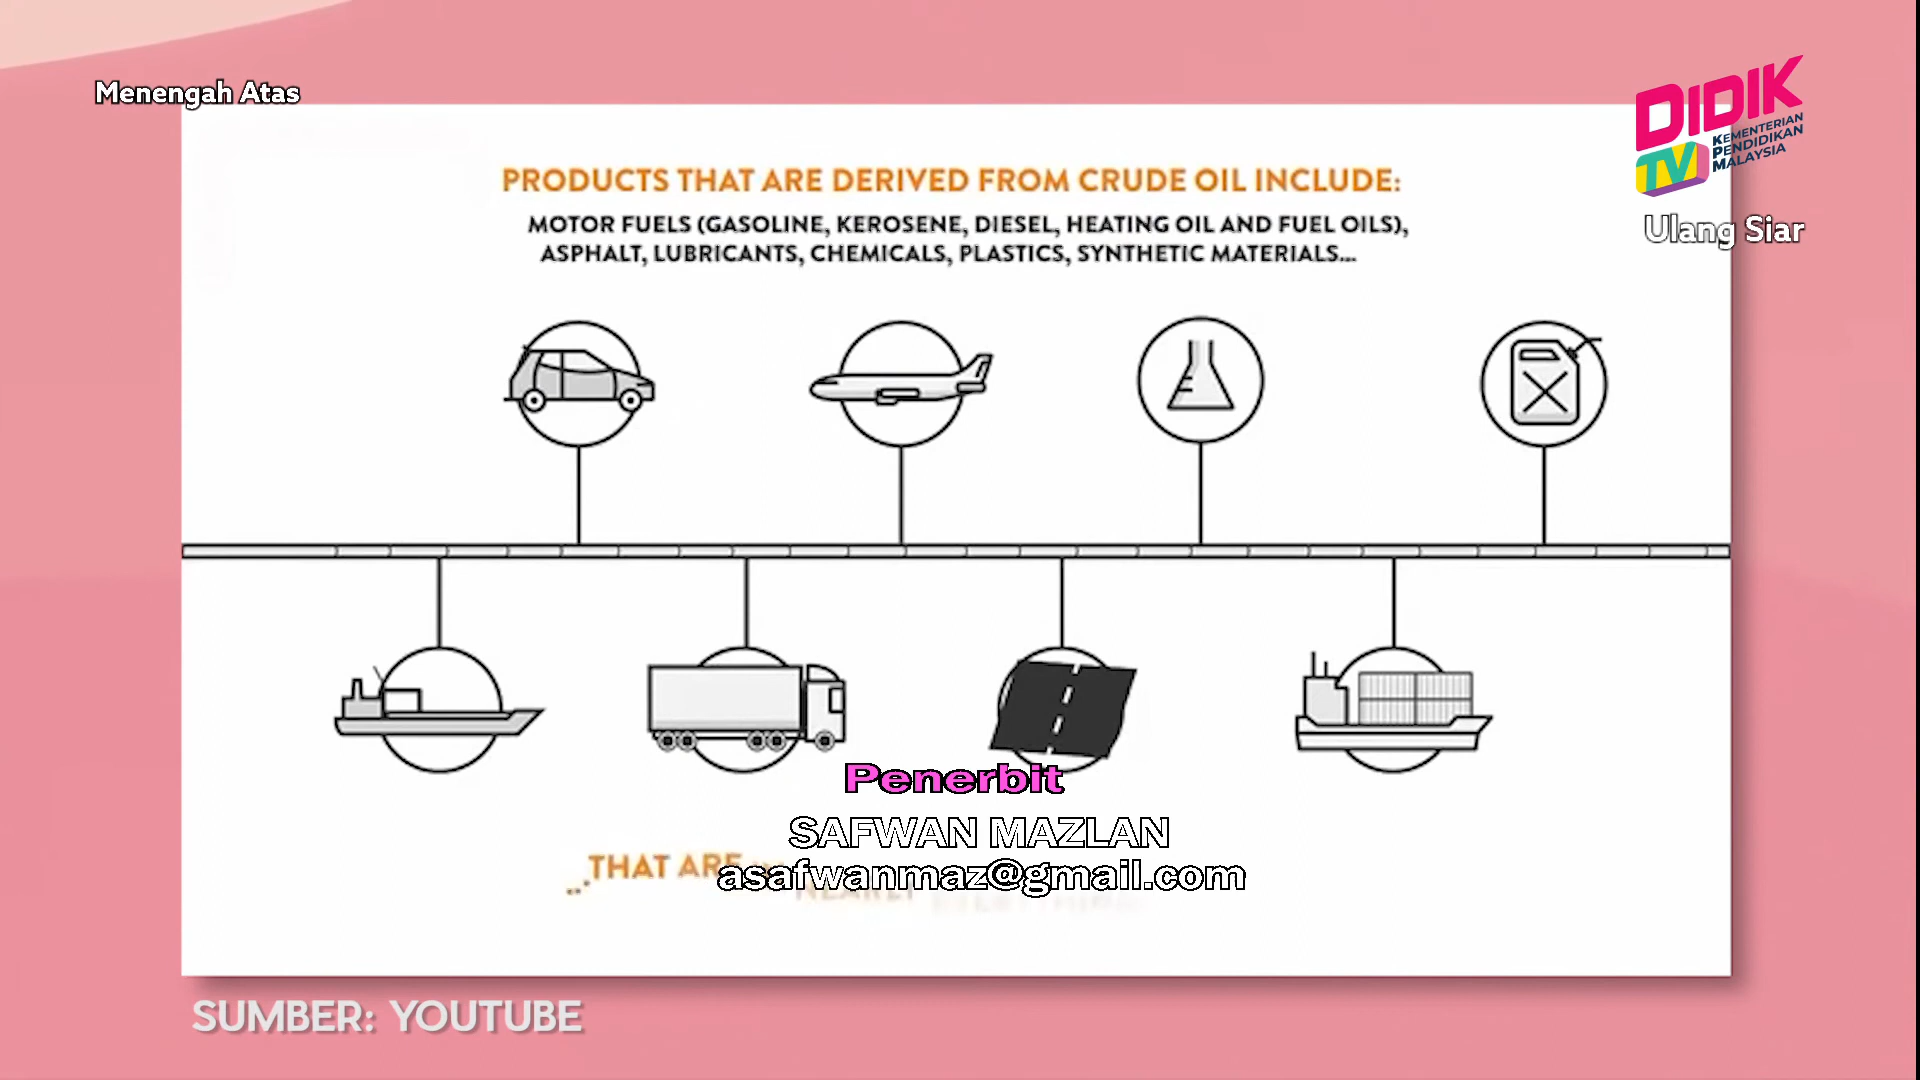 Menengah Atas
DIDIK
TV
KEMENTERIAN
PENDIDIKAN
MALAYSIA
Ulang Siar
PRODUCTS THAT ARE DERIVED FROM CRUDE OIL INCLUDE:
MOTOR FUELS (GASOLINE, KEROSENE, DIESEL, HEATING OIL AND FUEL OILS),
ASPHALT, LUBRICANTS, CHEMICALS, PLASTICS, SYNTHETIC MATERIALS...
Penerbit
SAFWAN MAZLAN
...THAT ARE
asafwanmaz@gmail.com
SUMBER: YOUTUBE